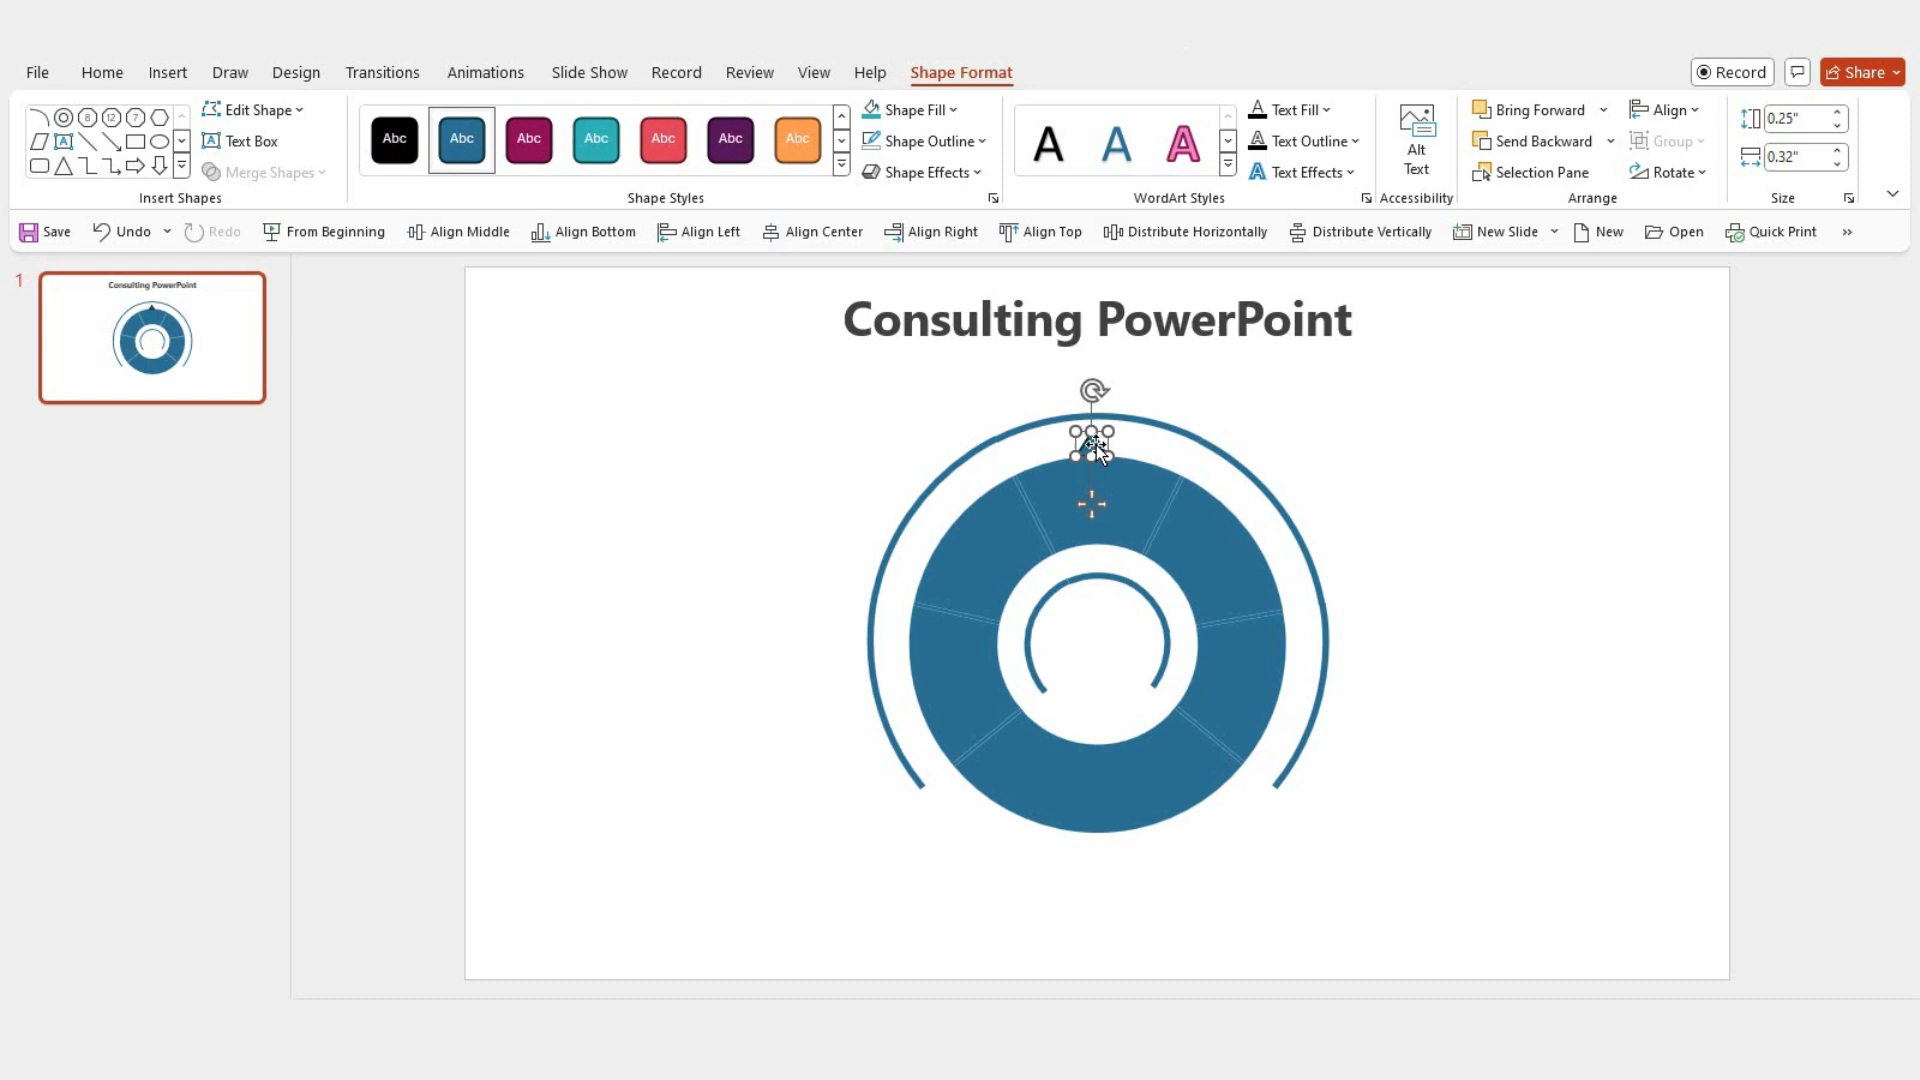 File Home Insert Draw Design Transitions Animations Slide Show Record Review View Help Shape Format Record Share
8 12 7 Edit Shape Abc Abc Abc Abc Abc Abc Abc Shape Fill A A A A Text Fill Bring Forward Align 0.25"
A Text Box Shape Outline A Text Outline Alt Text Send Backward Group 0.32"
Merge Shapes Shape Effects A Text Effects Selection Pane Rotate
Insert Shapes Shape Styles WordArt Styles Accessibility Arrange Size
Save Undo Redo From Beginning Align Middle Align Bottom Align Left Align Center Align Right Align Top Distribute Horizontally Distribute Vertically New Slide New Open Quick Print
1
Consulting PowerPoint
Consulting PowerPoint